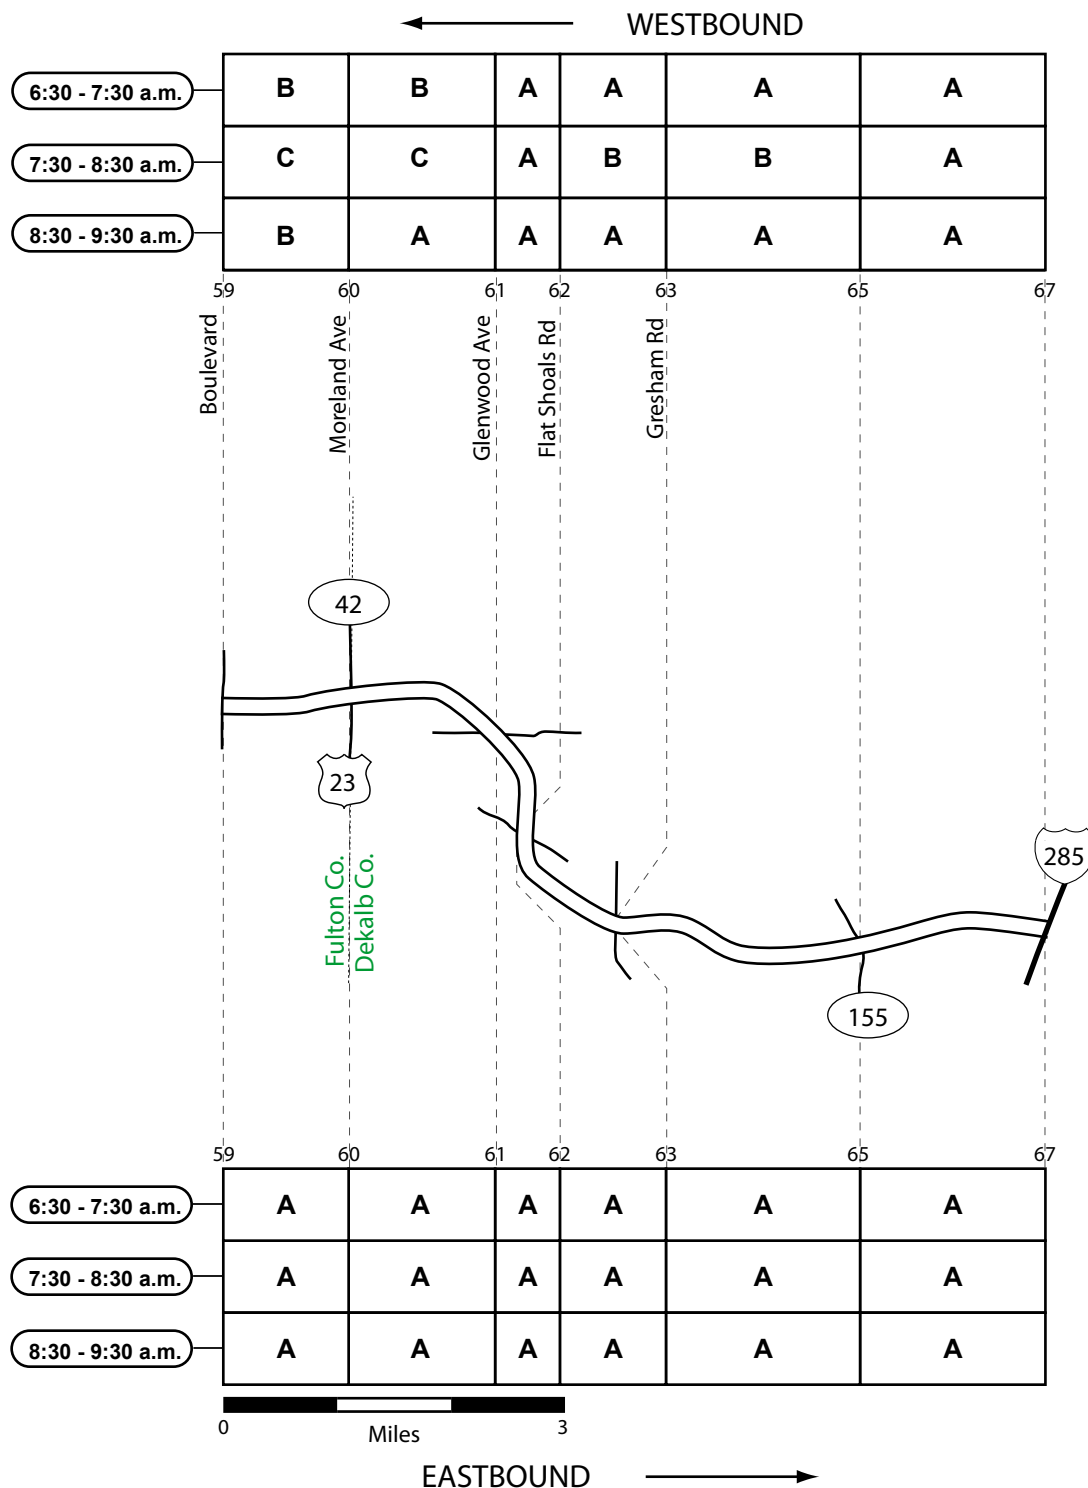 WESTBOUND
6:30 - 7:30 a.m. B B A A A A
7:30 - 8:30 a.m. C C A B B A
8:30 - 9:30 a.m. B A A A A A
59 60 61 62 63 65 67
Boulevard
Moreland Ave
Glenwood Ave
Flat Shoals Rd
Gresham Rd
42
23
285
Fulton Co.
Dekalb Co.
155
59 60 61 62 63 65 67
6:30 - 7:30 a.m. A A A A A A
7:30 - 8:30 a.m. A A A A A A
8:30 - 9:30 a.m. A A A A A A
0 3
Miles
EASTBOUND